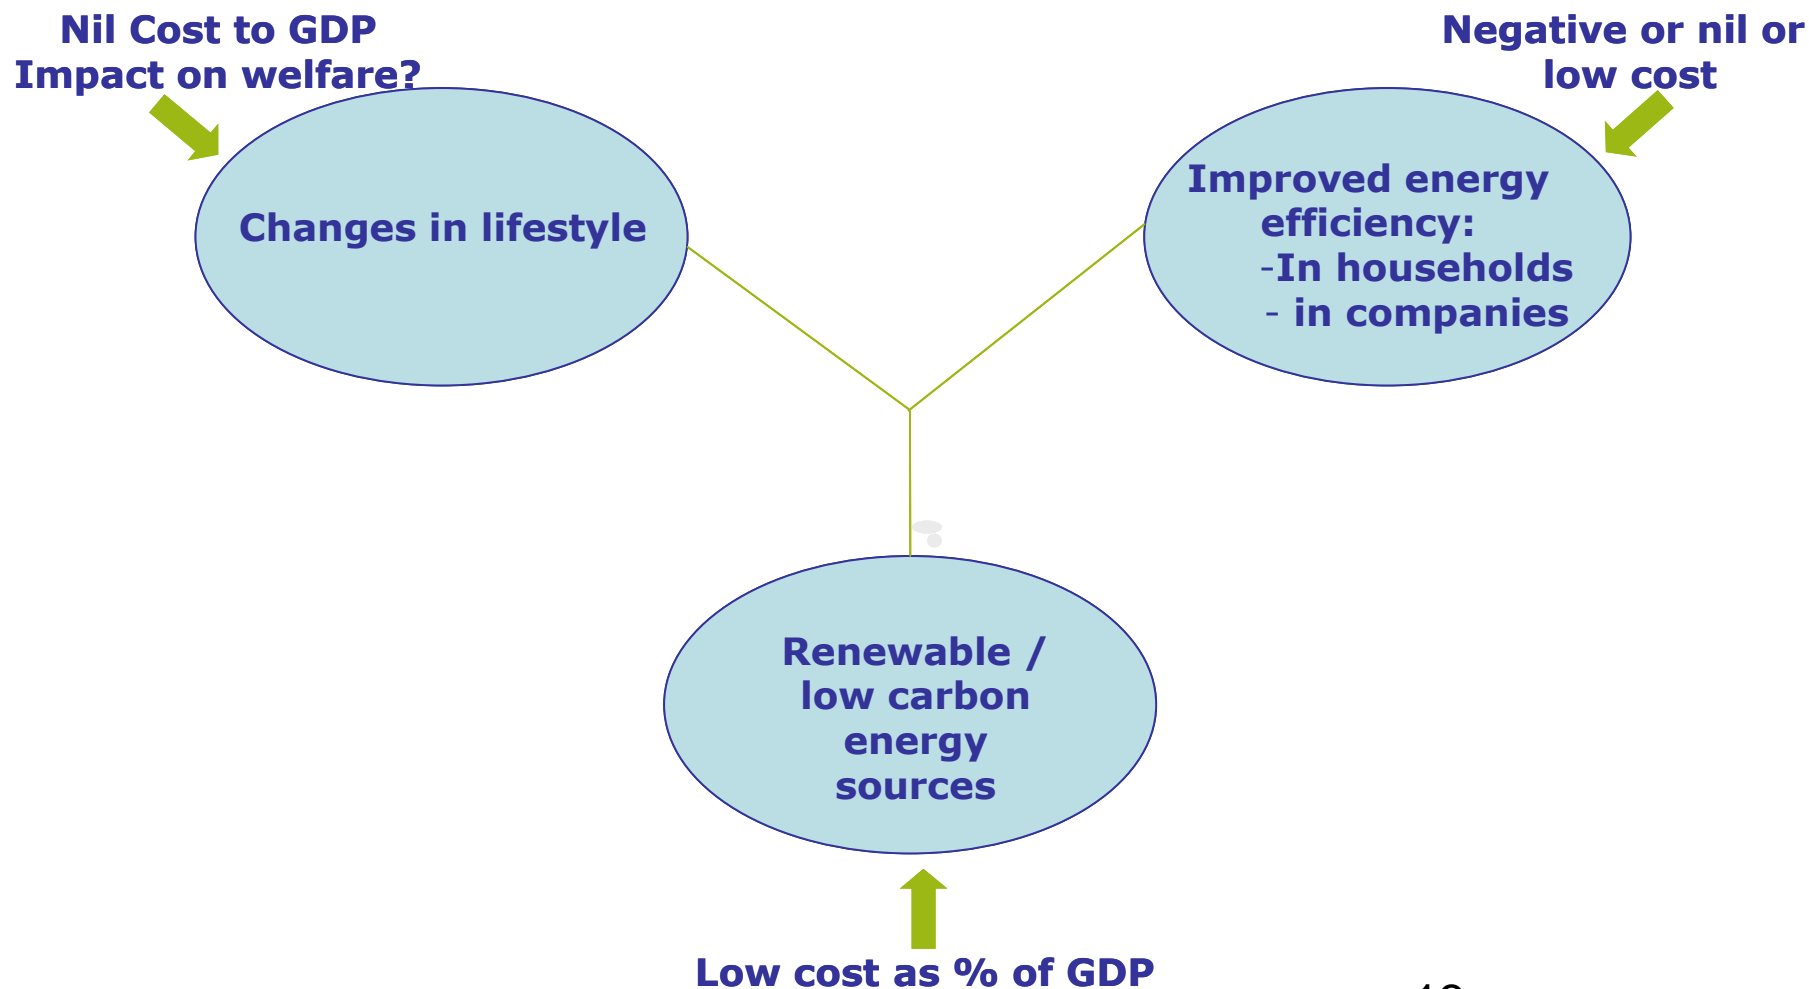 Nil Cost to GDP
Impact on welfare?
Negative or nil or
low cost
Changes in lifestyle
Improved energy
efficiency:
-In households
- in companies
Renewable /
low carbon
energy
sources
Low cost as % of GDP